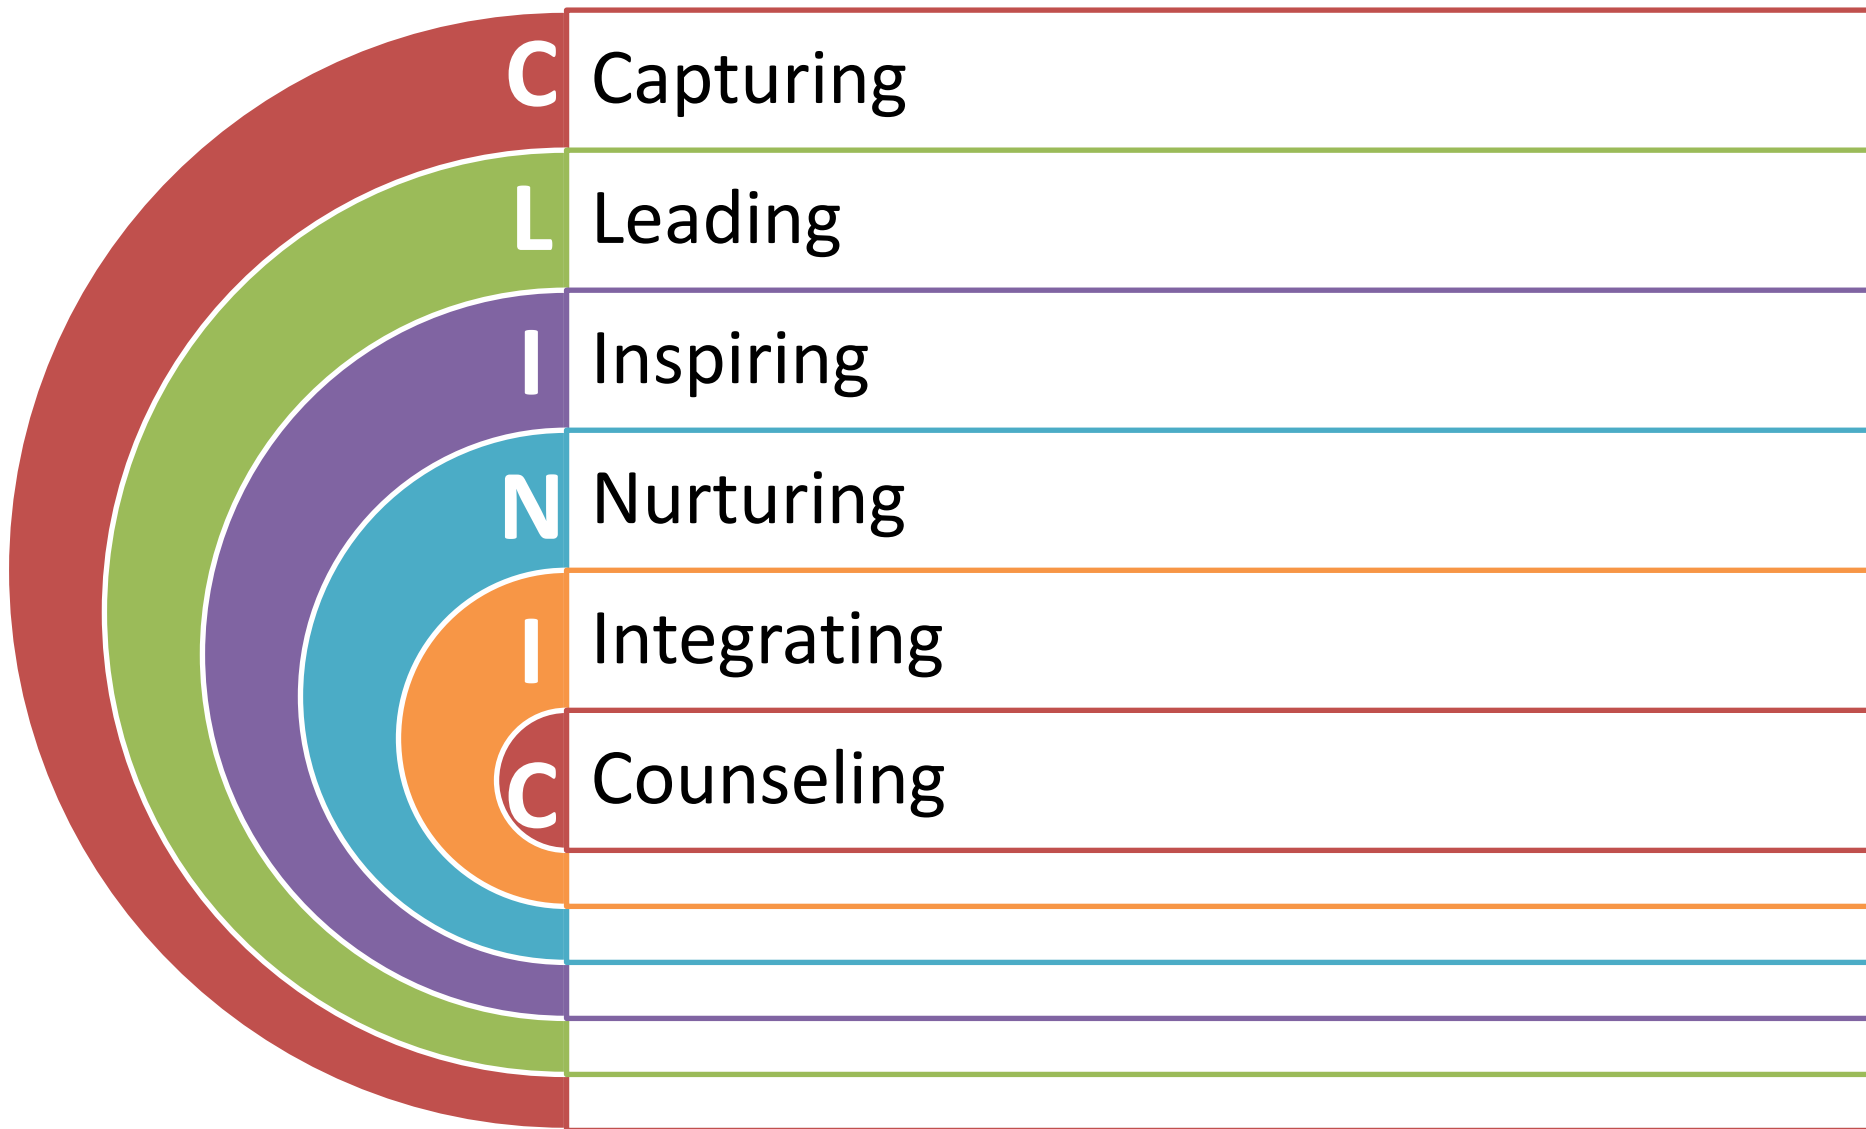 C Capturing
L Leading
I Inspiring
N Nurturing
I Integrating
C Counseling